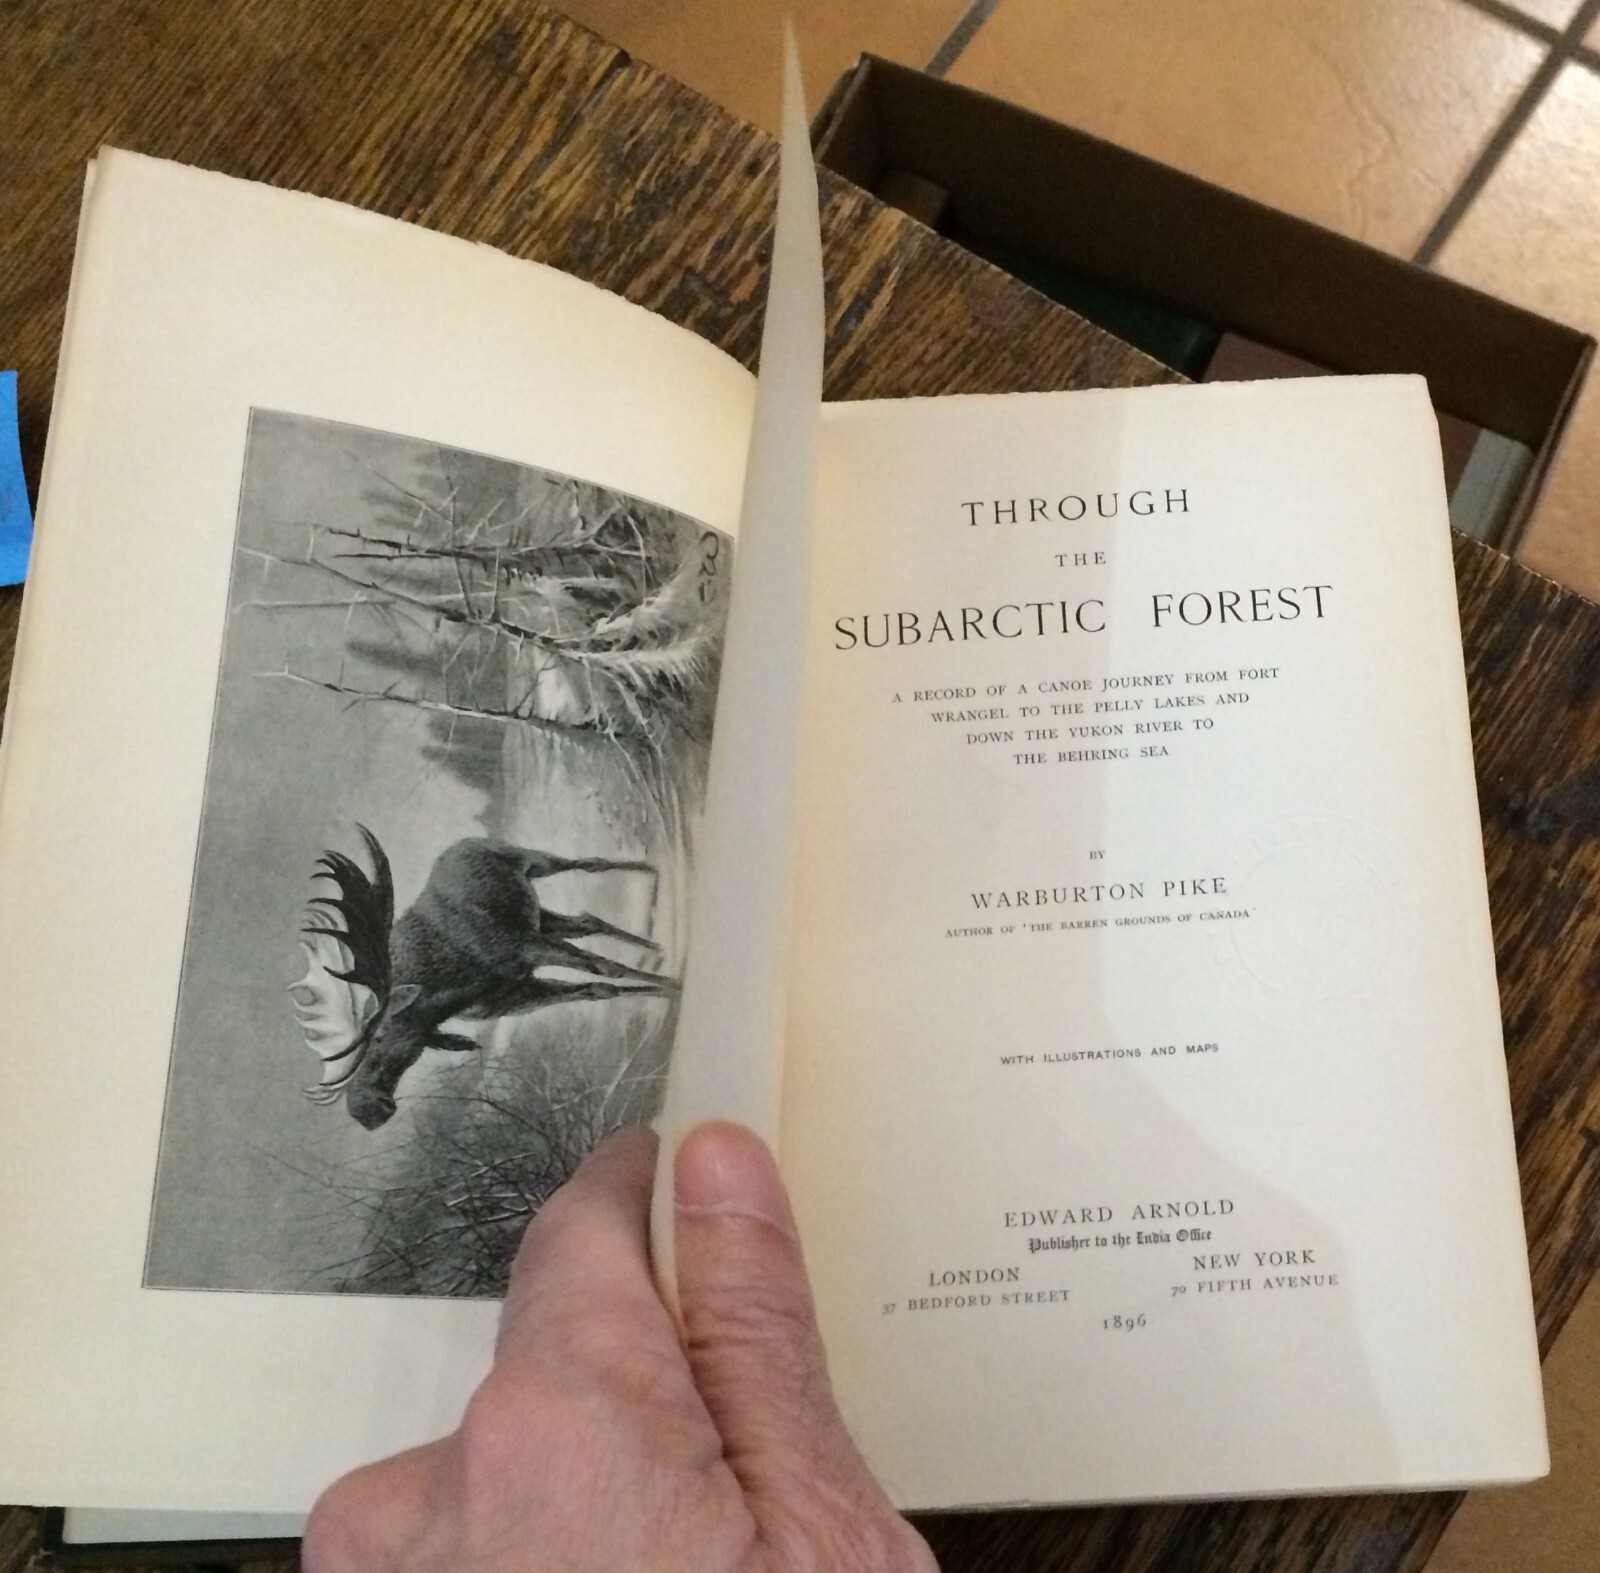 THROUGH
THE
SUBARCTIC FOREST
A RECORD OF A CANOE JOURNEY FROM FORT
WRANGEL TO THE PELLY LAKES AND
DOWN THE YUKON RIVER TO
THE BEHRING SEA
BY
WARBURTON PIKE
AUTHOR OF 'THE BARREN GROUNDS OF CANADA'
WITH ILLUSTRATIONS AND MAPS
EDWARD ARNOLD
Publisher to the India Office
LONDON
37 BEDFORD STREET
NEW YORK
70 FIFTH AVENUE
1896